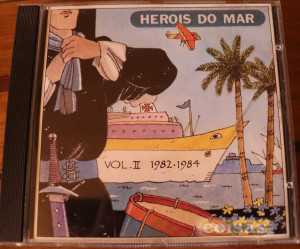 HEROIS DO MAR
VOL. II 1982·1984